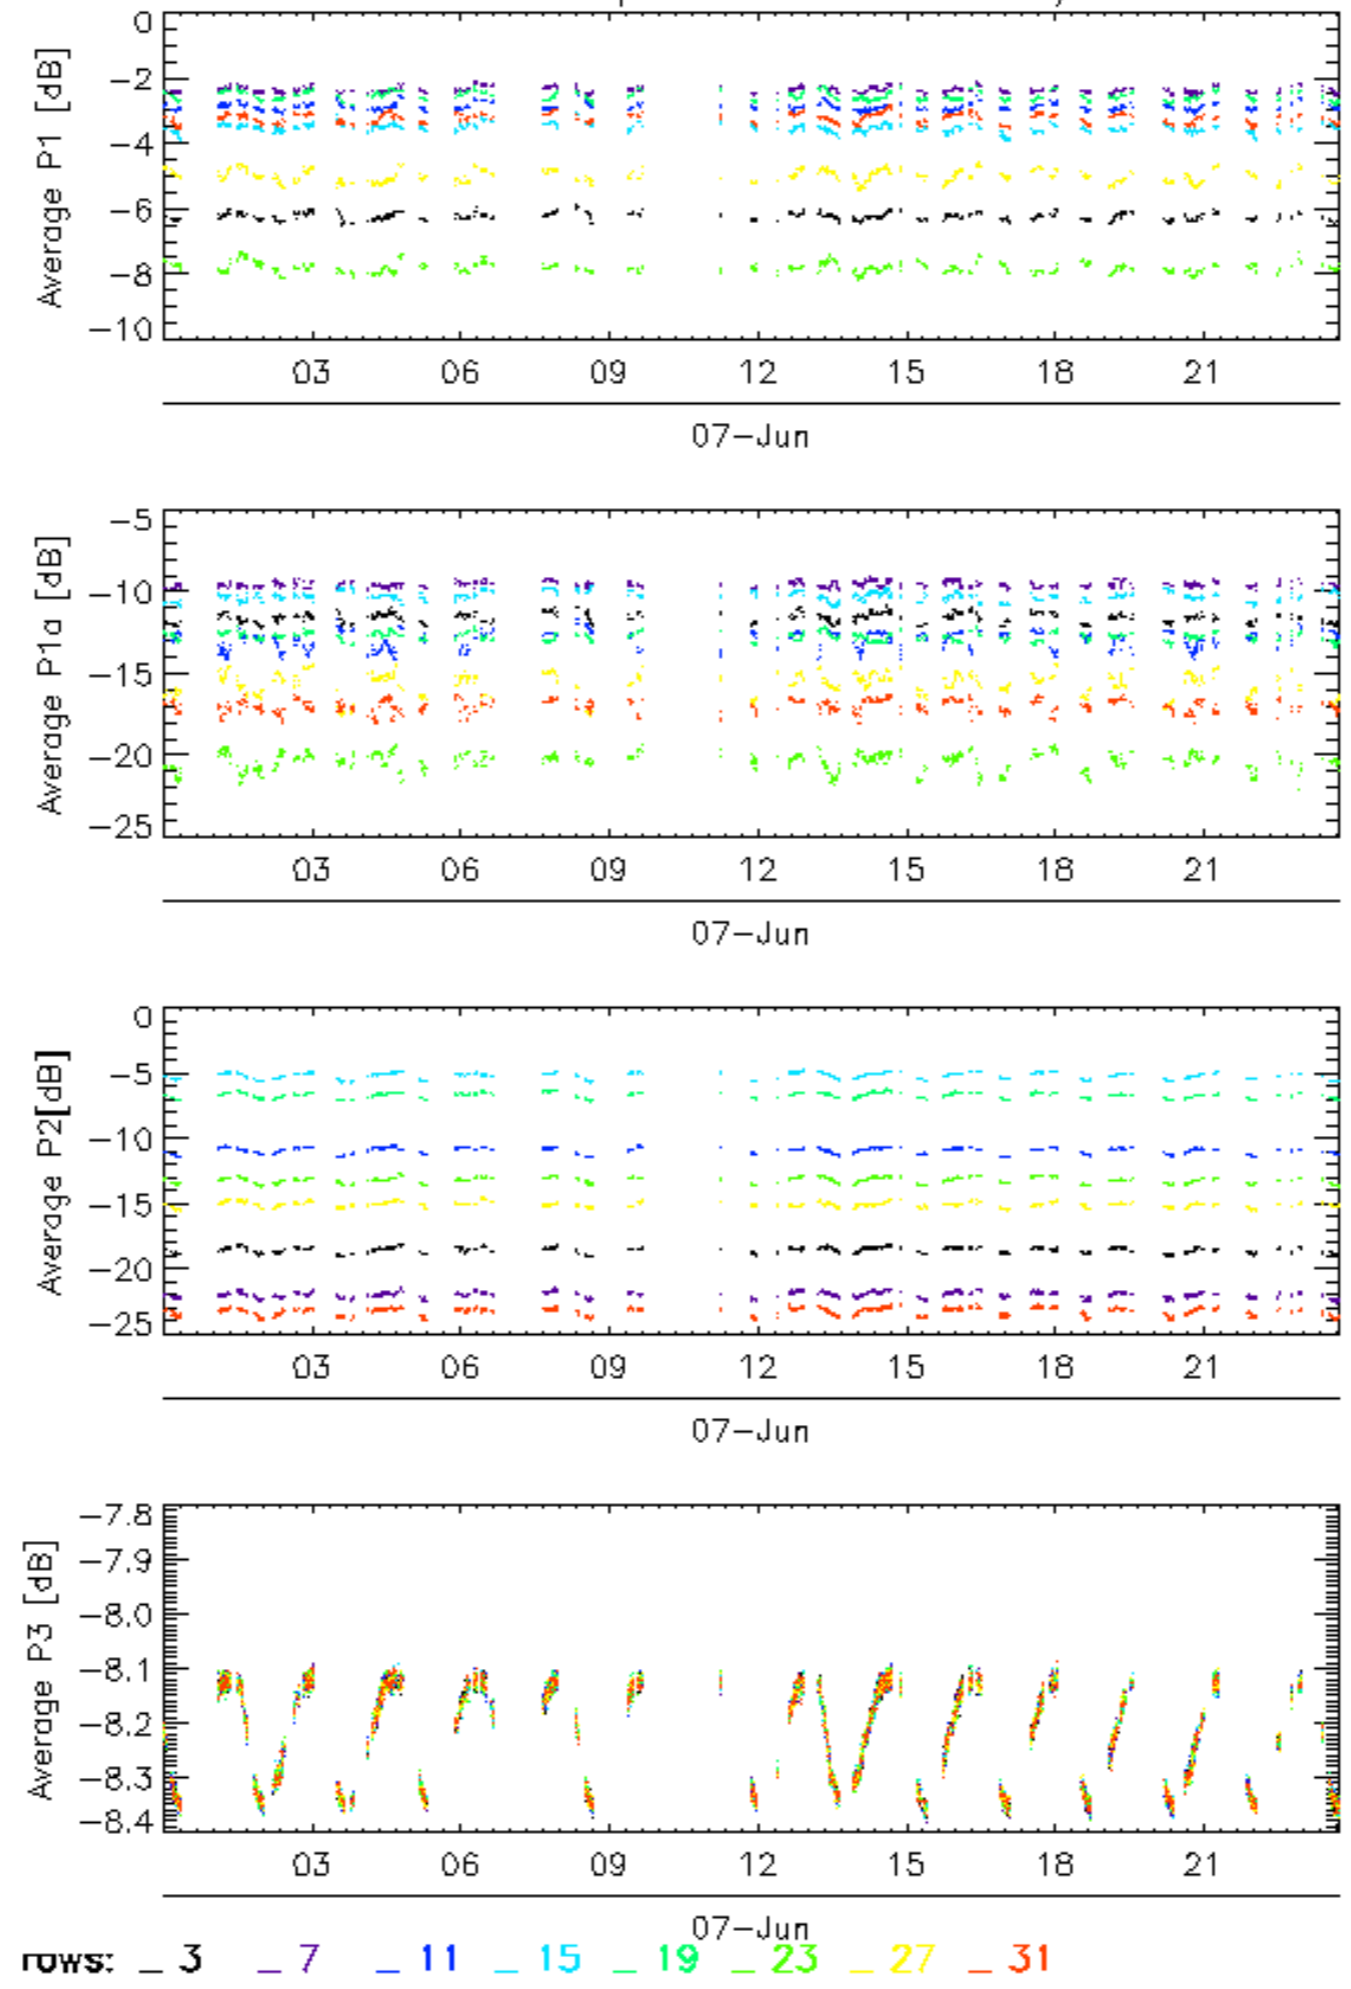 0
-2
-4
-6
-8
-10
Average P1 [dB]
03 06 09 12 15 18 21
07-Jun
-5
-10
-15
-20
-25
Average P1a [dB]
03 06 09 12 15 18 21
07-Jun
0
-5
-10
-15
-20
-25
Average P2[dB]
03 06 09 12 15 18 21
07-Jun
-7.8
-7.9
-8.0
-8.1
-8.2
-8.3
-8.4
Average P3 [dB]
03 06 09 12 15 18 21
07-Jun
rows: _ 3 _ 7 _ 11 _ 15 _ 19 _ 23 _ 27 _ 31